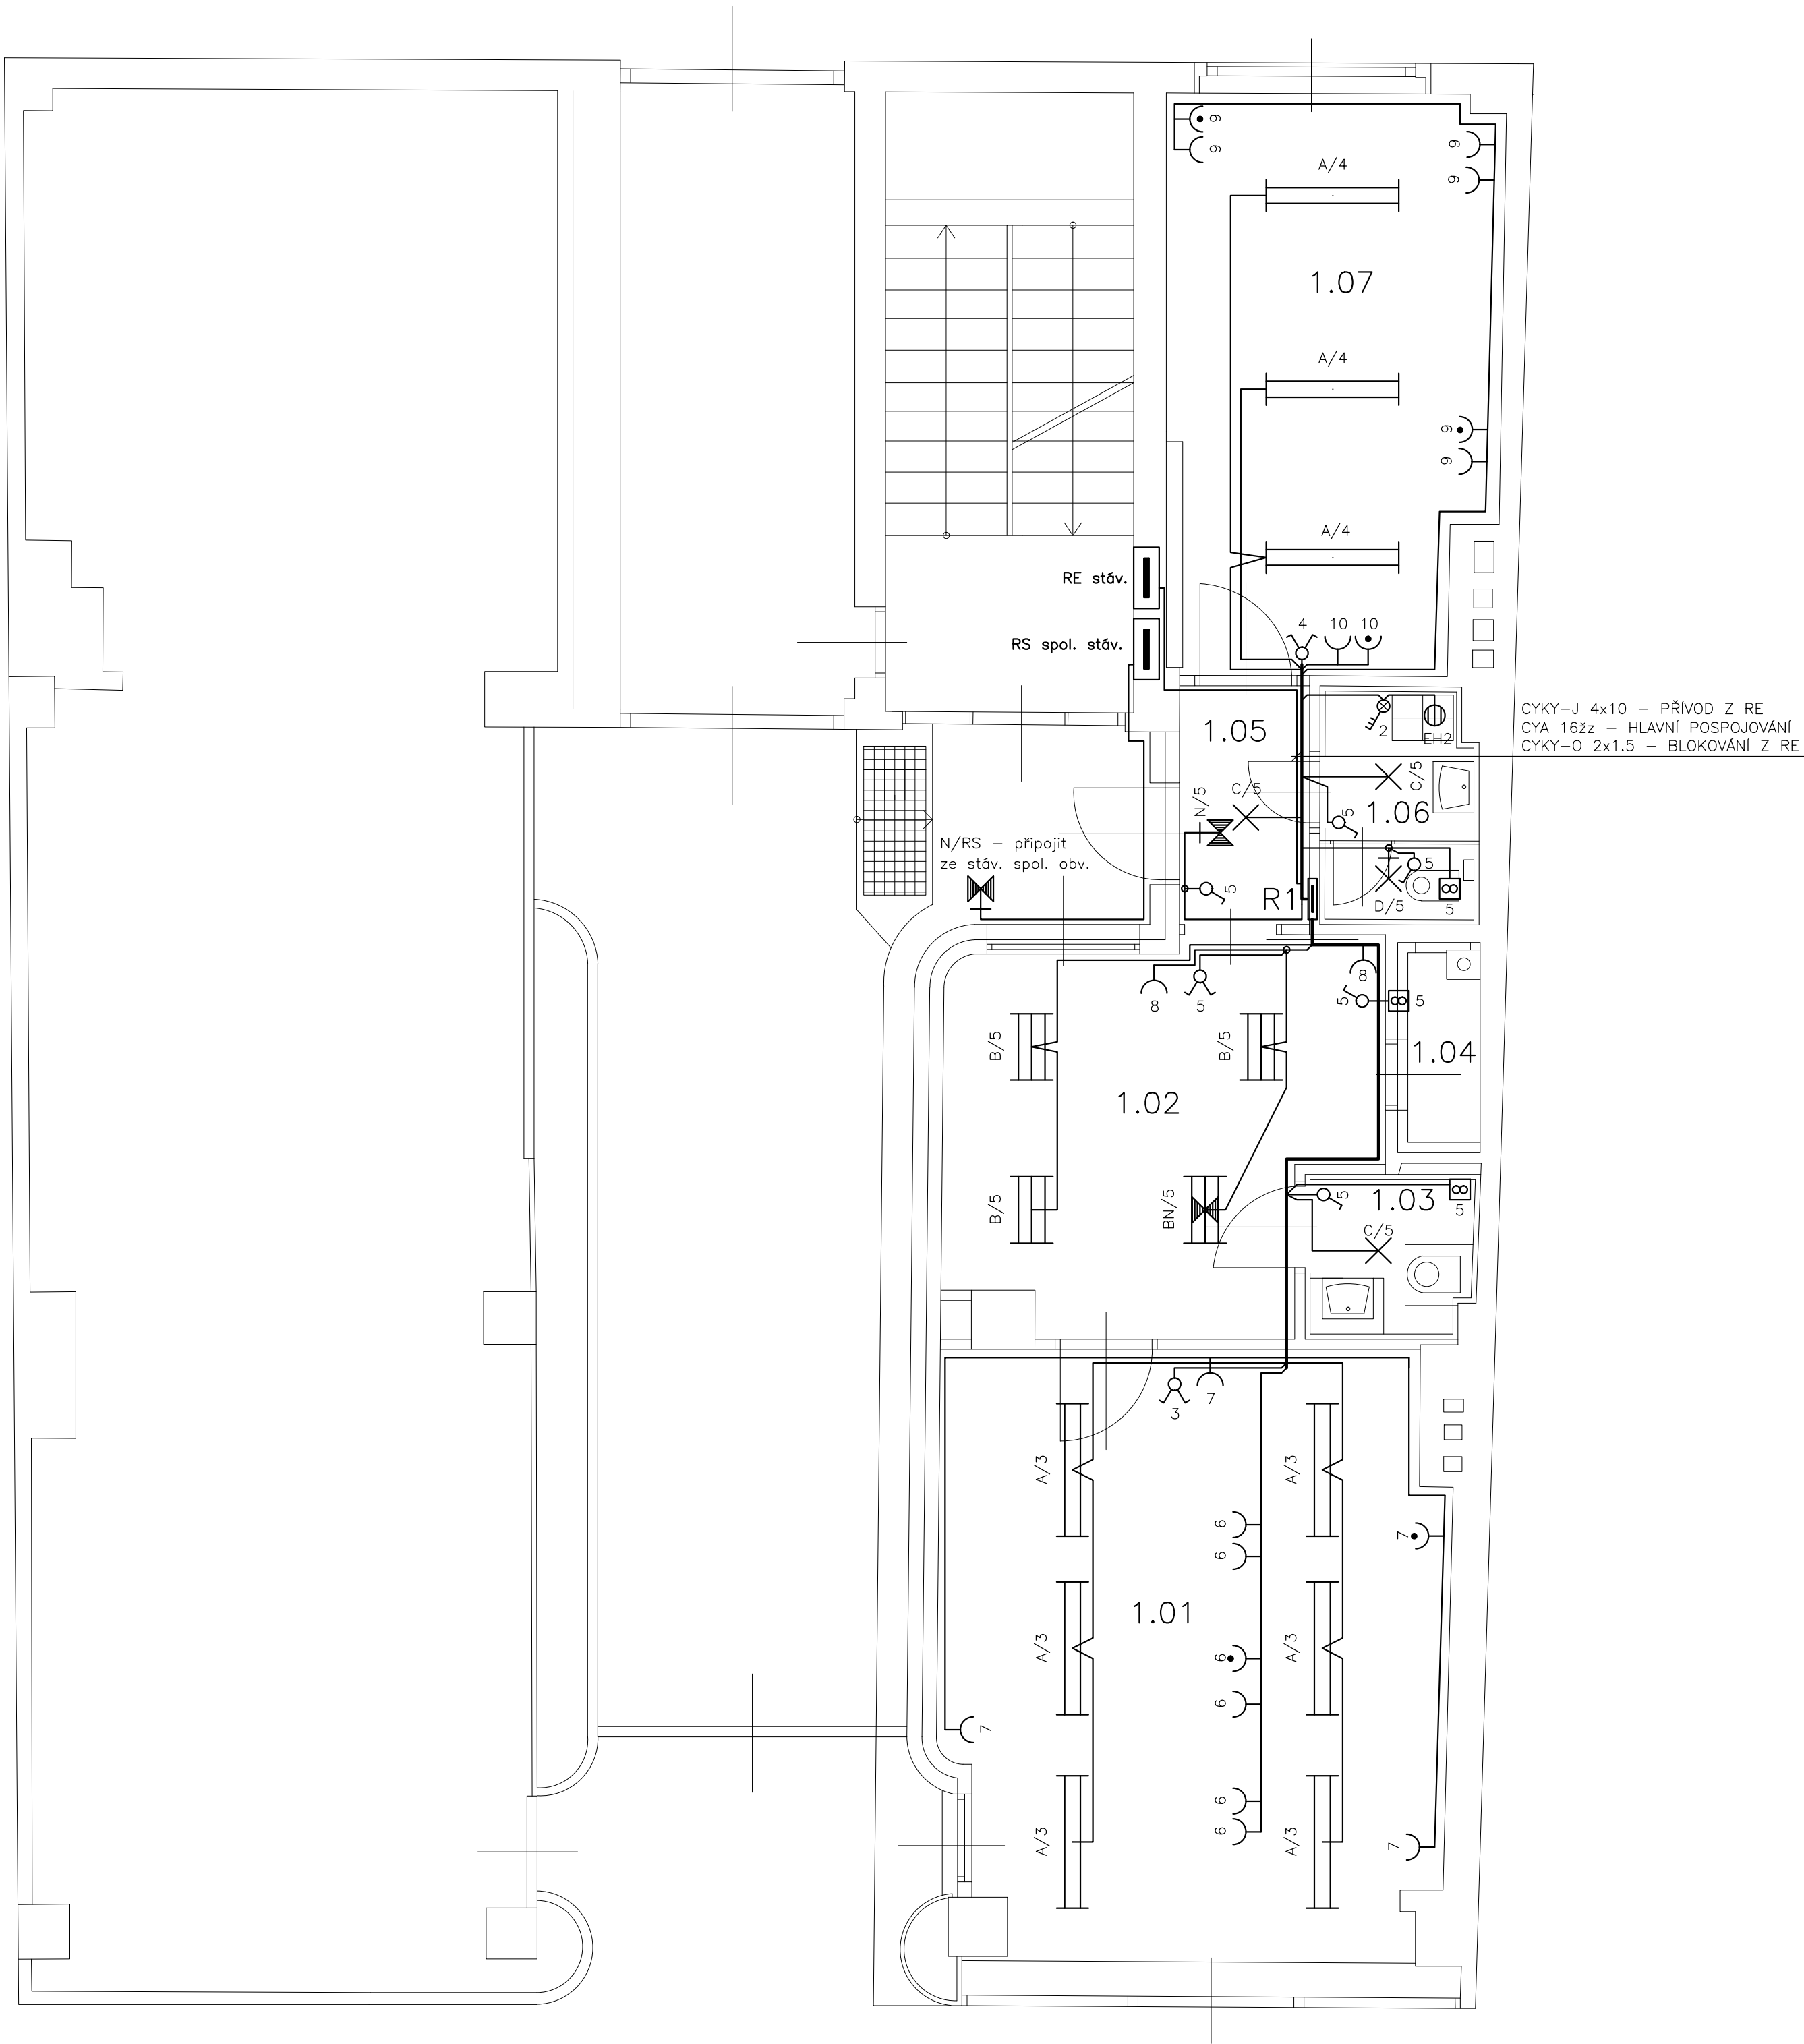 9
9
9
9
A/4
1.07
A/4
9
9
A/4
RE stáv.
RS spol. stáv.
4
10
10
2
EH2
CYKY-J 4x10 – PŘÍVOD Z RE
CYA 16žz – HLAVNÍ POSPOJOVÁNÍ
CYKY-O 2x1.5 – BLOKOVÁNÍ Z RE
1.05
C/5
N/5
C/5
1.06
5
N/RS – připojit
ze stáv. spol. obv.
5
R1
5
D/5
5
8
5
8
5
5
B/5
B/5
1.04
1.02
B/5
BN/5
5
1.03
5
C/5
3
7
A/3
A/3
6
6
7
1.01
A/3
A/3
6
6
7
6
6
A/3
A/3
7